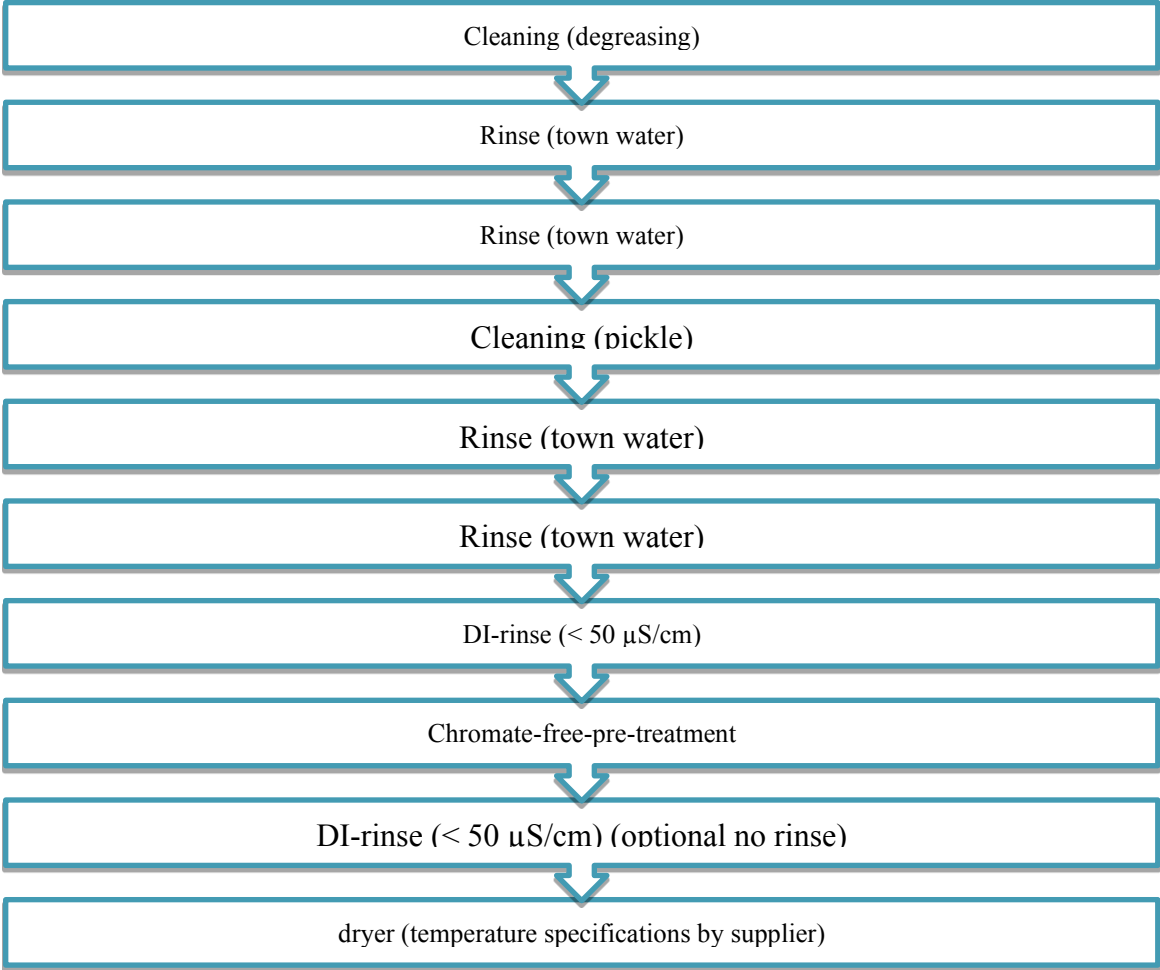 Cleaning (degreasing)
Rinse (town water)
Rinse (town water)
Cleaning (pickle)
Rinse (town water)
Rinse (town water)
DI-rinse (< 50 µS/cm)
Chromate-free-pre-treatment
DI-rinse (< 50 µS/cm) (optional no rinse)
dryer (temperature specifications by supplier)